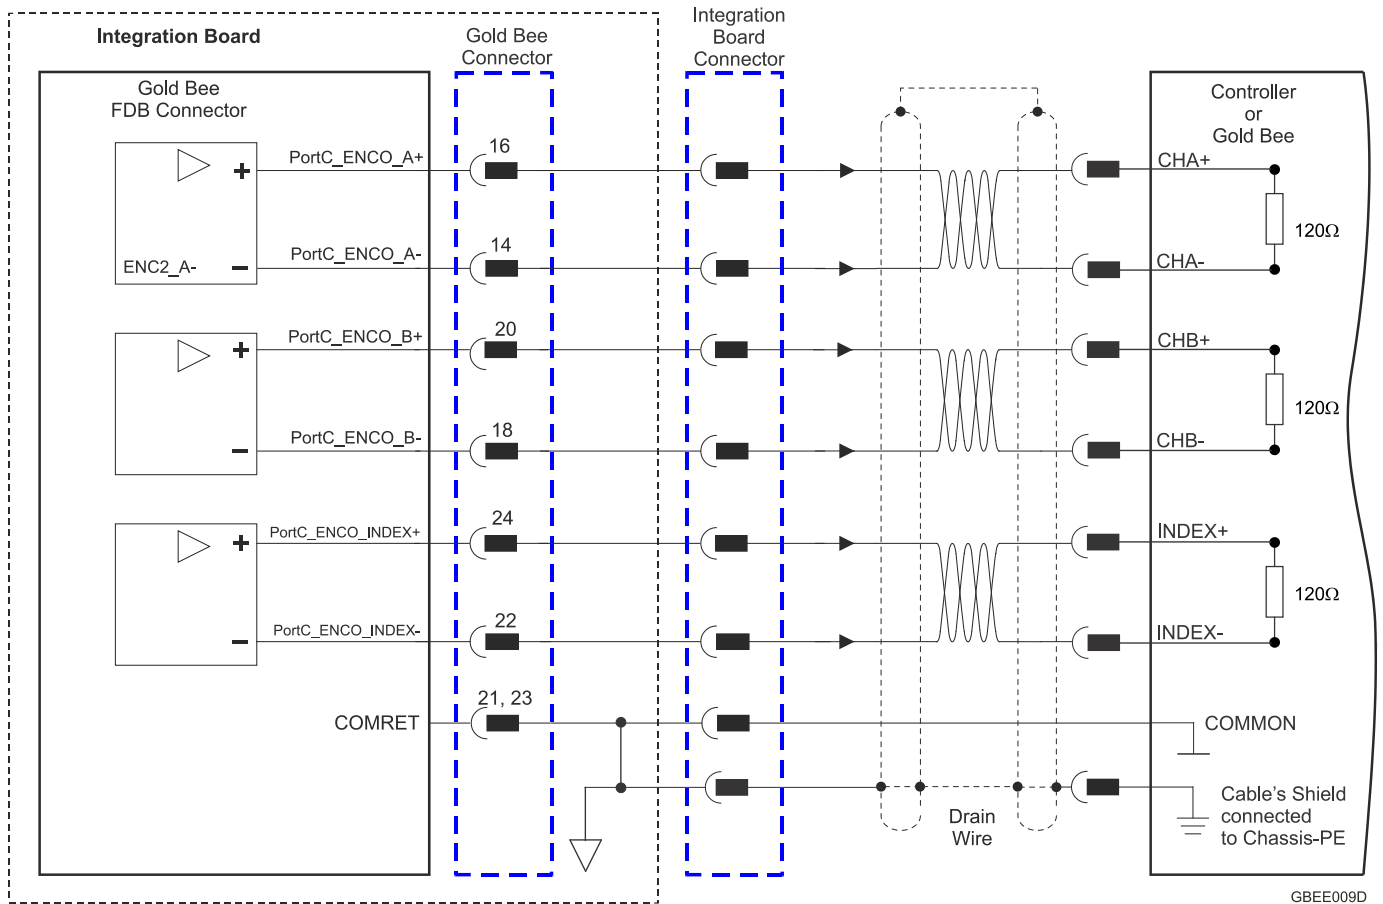 Integration Board
Gold Bee
Connector
Integration
Board
Connector
Gold Bee
FDB Connector
Controller
or
Gold Bee
PortC_ENCO_A+
16
CHA+
+
120Ω
ENC2_A-
−
PortC_ENCO_A-
14
CHA-
PortC_ENCO_B+
20
CHB+
+
120Ω
PortC_ENCO_B-
18
CHB-
−
PortC_ENCO_INDEX+
24
INDEX+
+
120Ω
PortC_ENCO_INDEX-
22
INDEX-
−
COMRET
21, 23
COMMON
Drain
Wire
Cable's Shield
connected
to Chassis-PE
GBEE009D